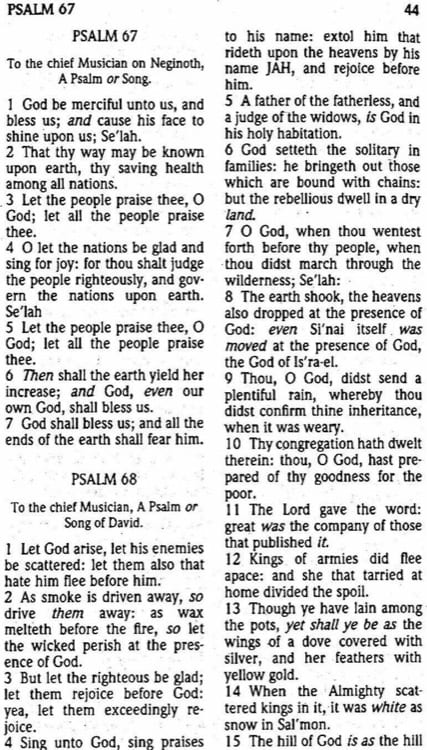 PSALM 67
44
PSALM 67
To the chief Musician on Neginoth,
A Psalm or Song.
1 God be merciful unto us, and
bless us; and cause his face to
shine upon us; Se'lah.
2 That thy way may be known
upon earth, thy saving health
among all nations.
3 Let the people praise thee, O
God; let all the people praise
thee.
4 O let the nations be glad and
sing for joy: for thou shalt judge
the people righteously, and gov-
ern the nations upon earth.
Se'lah
5 Let the people praise thee, O
God; let all the people praise
thee.
6 Then shall the earth yield her
increase; and God, even our
own God, shall bless us.
7 God shall bless us; and all the
ends of the earth shall fear him.
PSALM 68
To the chief Musician, A Psalm or
Song of David.
1 Let God arise, let his enemies
be scattered: let them also that
hate him flee before him.
2 As smoke is driven away, so
drive them away: as wax
melteth before the fire, so let
the wicked perish at the pres-
ence of God.
3 But let the righteous be glad;
let them rejoice before God:
yea, let them exceedingly re-
joice.
4 Sing unto God, sing praises
to his name: extol him that
rideth upon the heavens by his
name JAH, and rejoice before
him.
5 A father of the fatherless, and
a judge of the widows, is God in
his holy habitation.
6 God setteth the solitary in
families: he bringeth out those
which are bound with chains:
but the rebellious dwell in a dry
land.
7 O God, when thou wentest
forth before thy people, when
thou didst march through the
wilderness; Se'lah:
8 The earth shook, the heavens
also dropped at the presence of
God: even Si'nai itself was
moved at the presence of God,
the God of Is'ra-el.
9 Thou, O God, didst send a
plentiful rain, whereby thou
didst confirm thine inheritance,
when it was weary.
10 Thy congregation hath dwelt
therein: thou, O God, hast pre-
pared of thy goodness for the
poor.
11 The Lord gave the word:
great was the company of those
that published it.
12 Kings of armies did flee
apace: and she that tarried at
home divided the spoil.
13 Though ye have lain among
the pots, yet shall ye be as the
wings of a dove covered with
silver, and her feathers with
yellow gold.
14 When the Almighty scat-
tered kings in it, it was white as
snow in Sal'mon.
15 The hill of God is as the hill